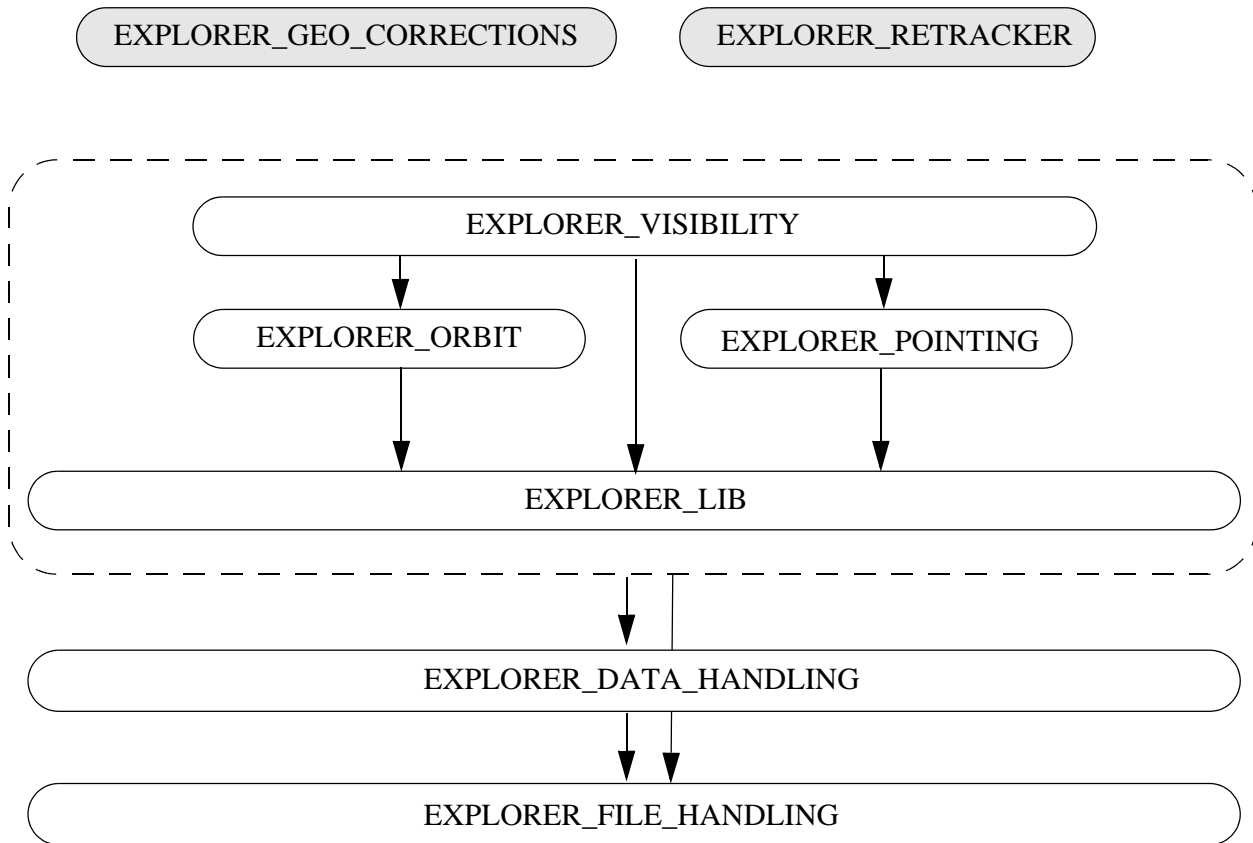 EXPLORER_GEO_CORRECTIONS
EXPLORER_RETRACKER
EXPLORER_VISIBILITY
EXPLORER_ORBIT
EXPLORER_POINTING
EXPLORER_LIB
EXPLORER_DATA_HANDLING
EXPLORER_FILE_HANDLING